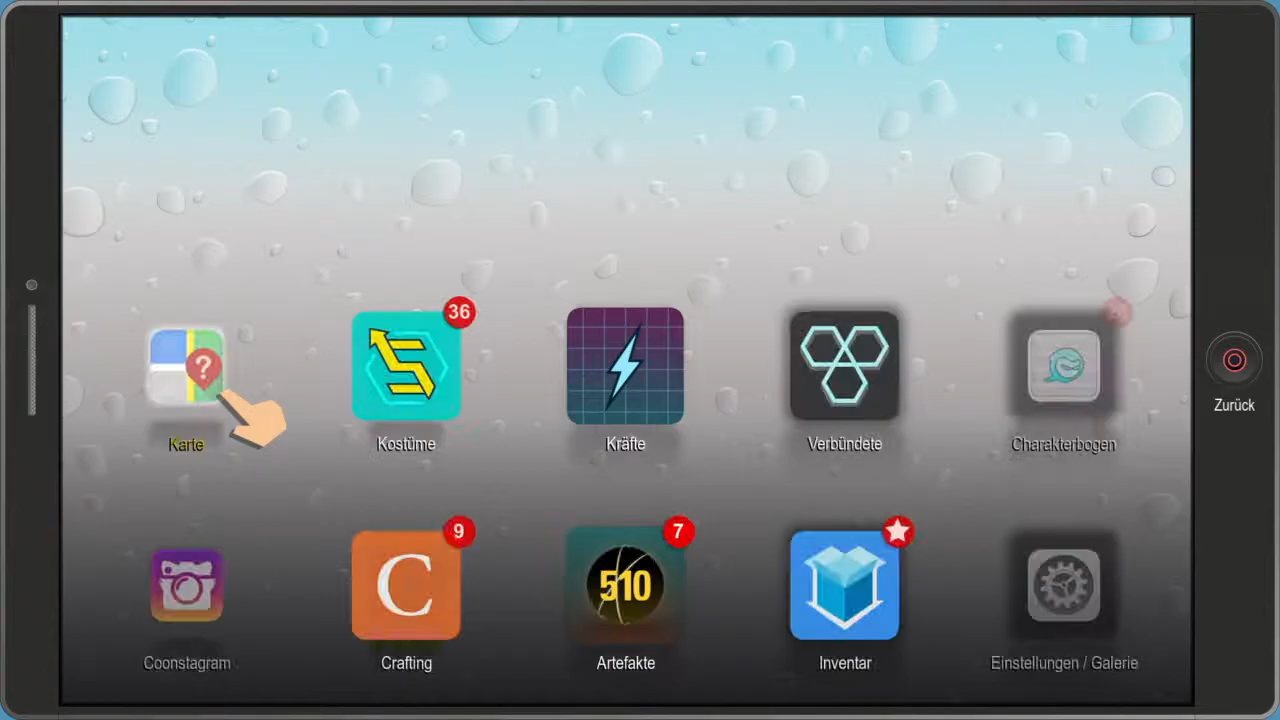 36
?
Karte
Kostüme
Kräfte
Verbündete
Charakterbogen
Zurück
9
7
C
510
Coonstagram
Crafting
Artefakte
Inventar
Einstellungen / Galerie